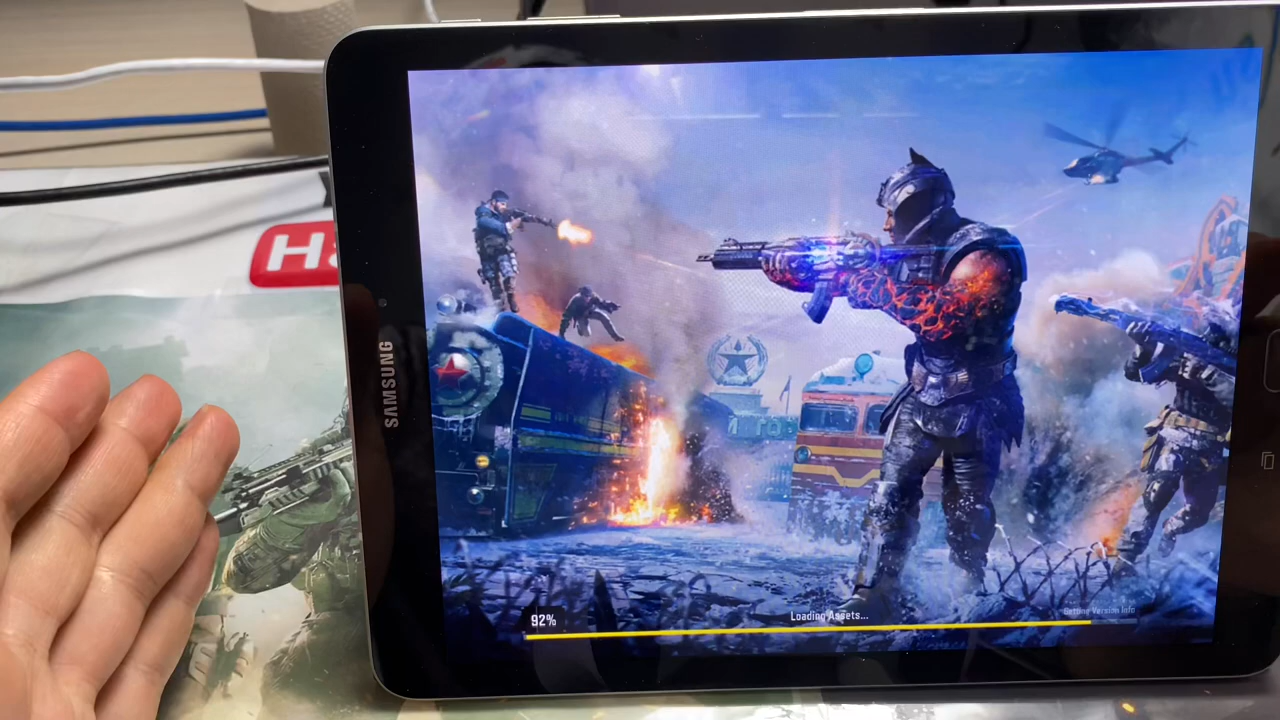 H&
SAMSUNG
92%
Loading Assets...
Getting Version Info